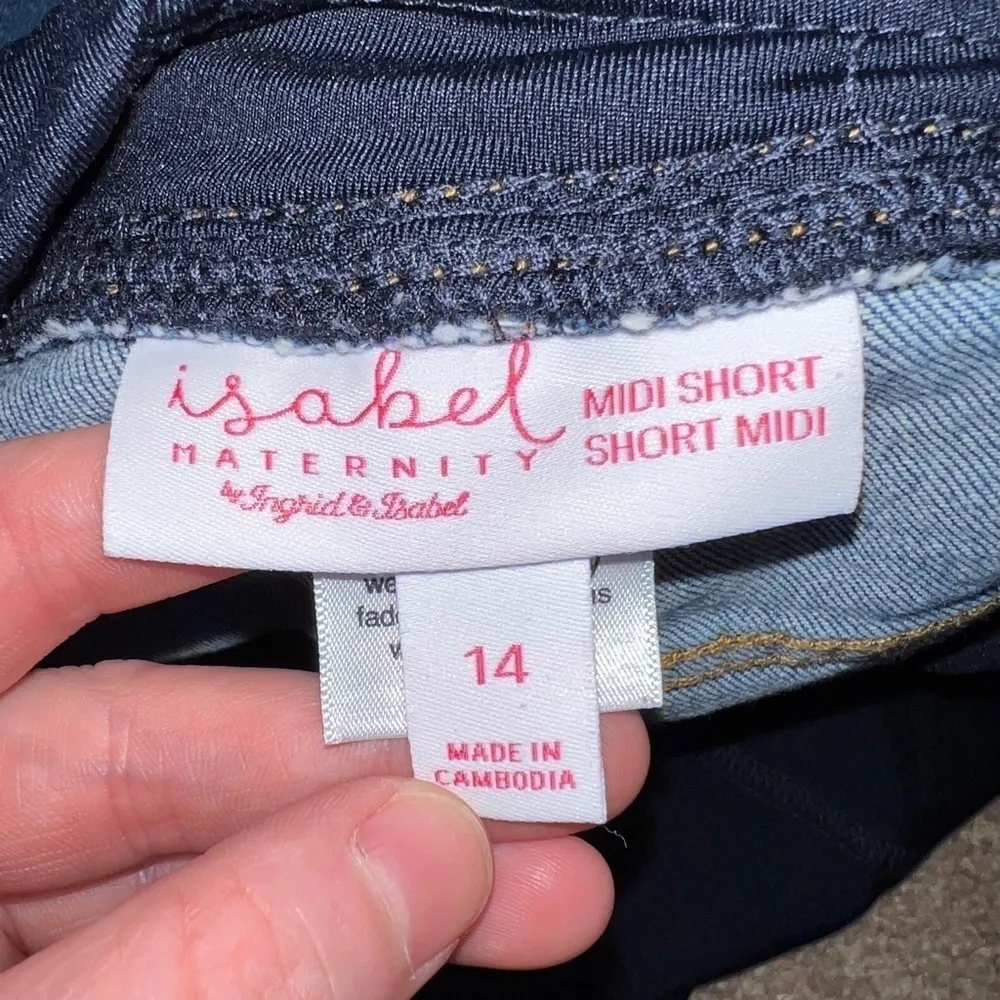 isabel
MATERNITY
by Ingrid & Isabel
MIDI SHORT
SHORT MIDI
14
MADE IN
CAMBODIA